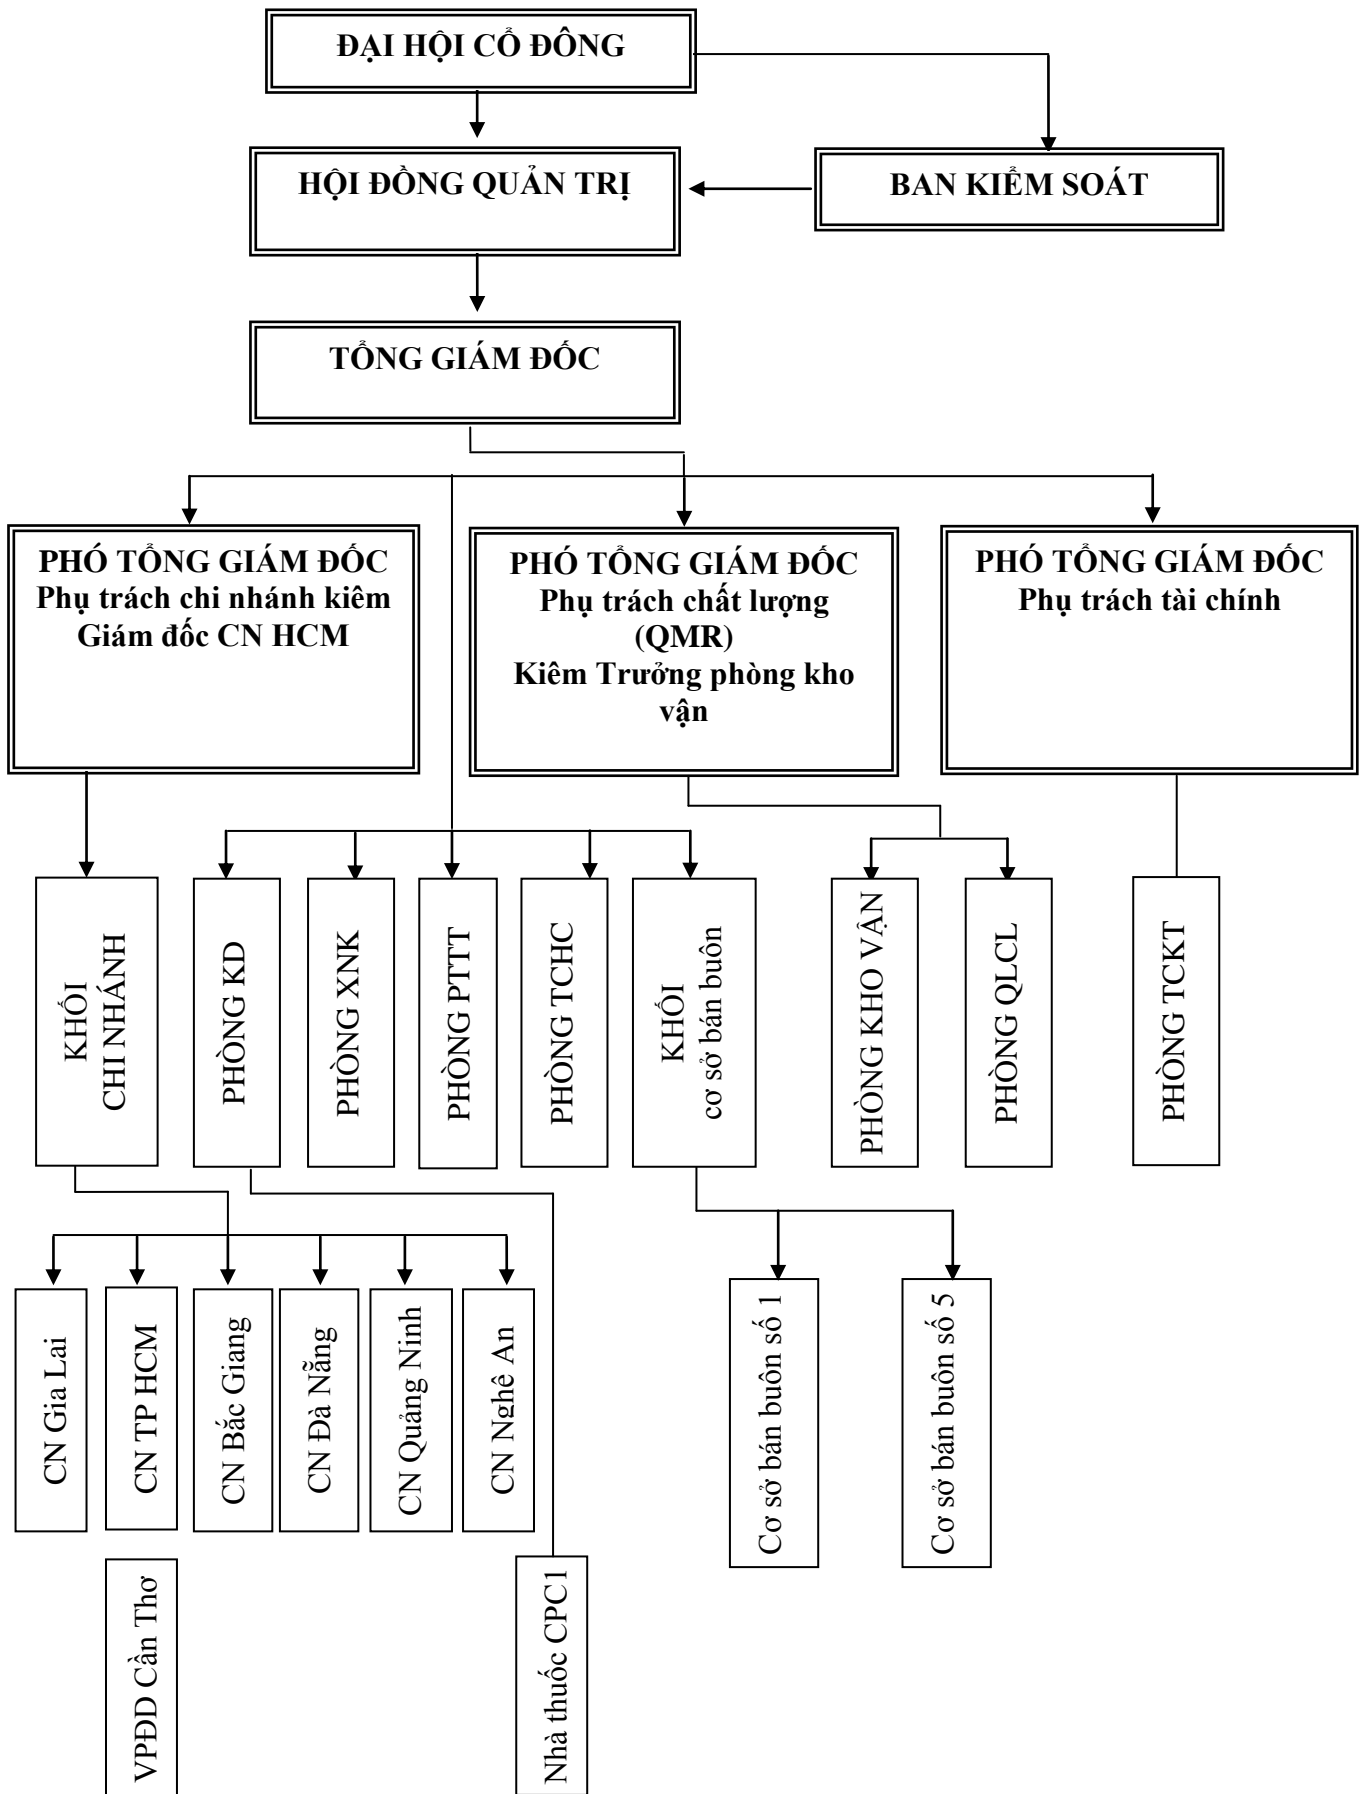 ĐẠI HỘI CỔ ĐÔNG
HỘI ĐỒNG QUẢN TRỊ
BAN KIỂM SOÁT
TỔNG GIÁM ĐỐC
PHÓ TỔNG GIÁM ĐỐC
Phụ trách chi nhánh kiêm
Giám đốc CN HCM
PHÓ TỔNG GIÁM ĐỐC
Phụ trách chất lượng
(QMR)
Kiêm Trưởng phòng kho
vận
PHÓ TỔNG GIÁM ĐỐC
Phụ trách tài chính
KHỐI
CHI NHÁNH
PHÒNG KD
PHÒNG XNK
PHÒNG PTTT
PHÒNG TCHC
KHỐI
cơ sở bán buôn
PHÒNG KHO VẬN
PHÒNG QLCL
PHÒNG TCKT
CN Gia Lai
CN TP HCM
CN Bắc Giang
CN Đà Nẵng
CN Quảng Ninh
CN Nghê An
Cơ sở bán buôn số 1
Cơ sở bán buôn số 5
VPĐD Cần Thơ
Nhà thuốc CPC1